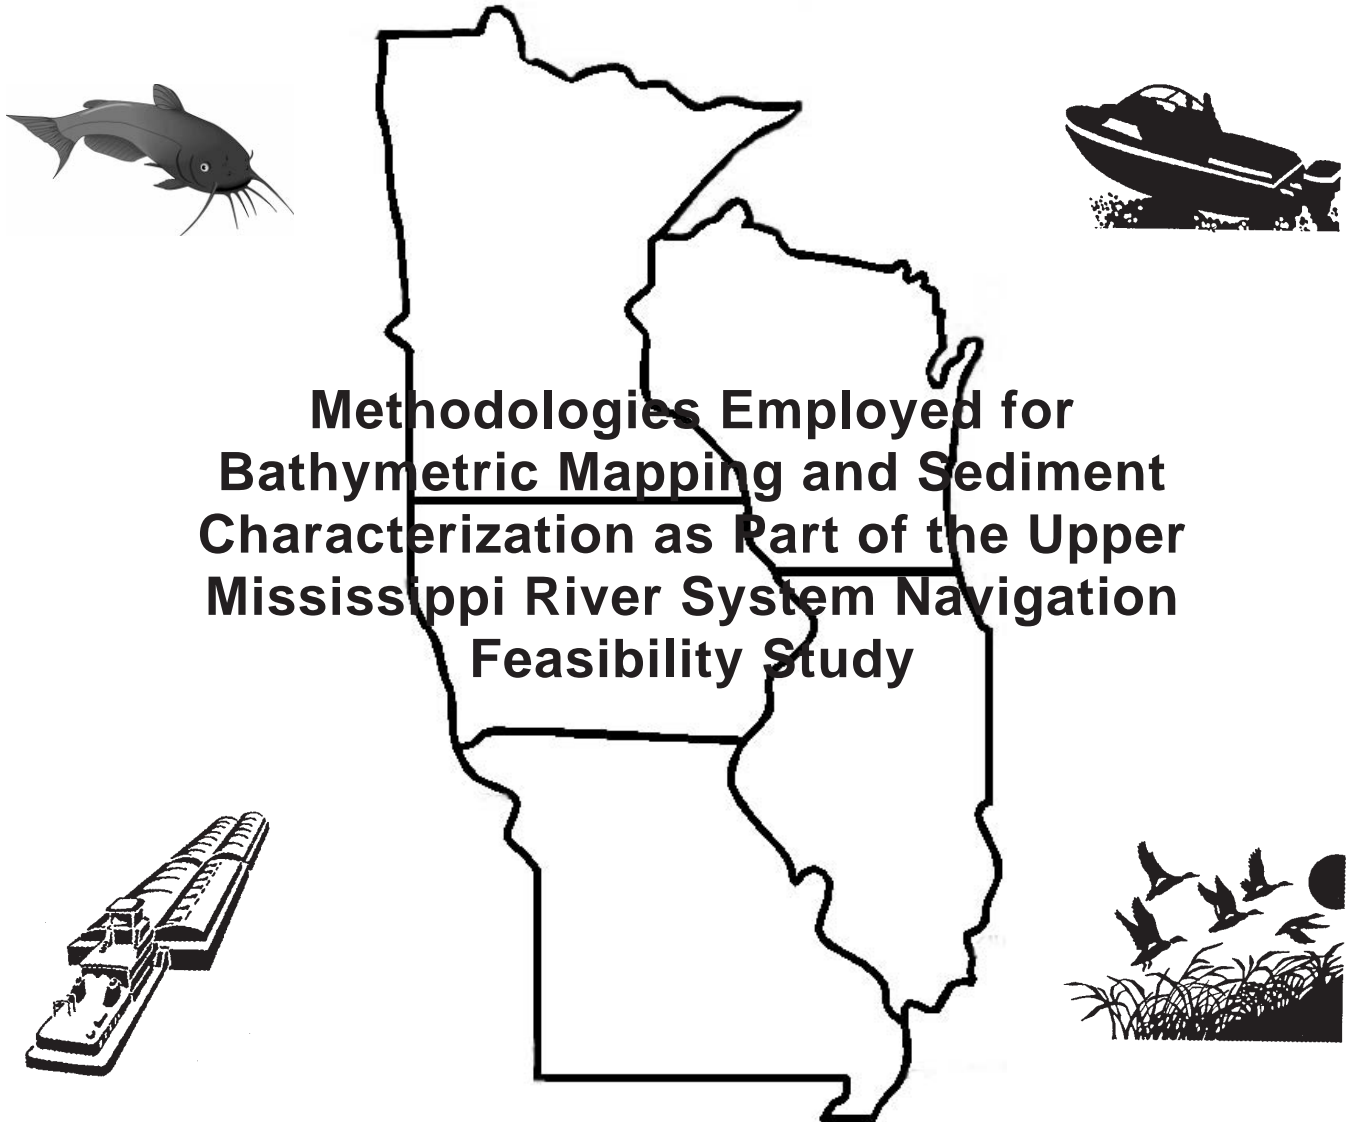 Methodologies Employed for
Bathymetric Mapping and Sediment
Characterization as Part of the Upper
Mississippi River System Navigation
Feasibility Study